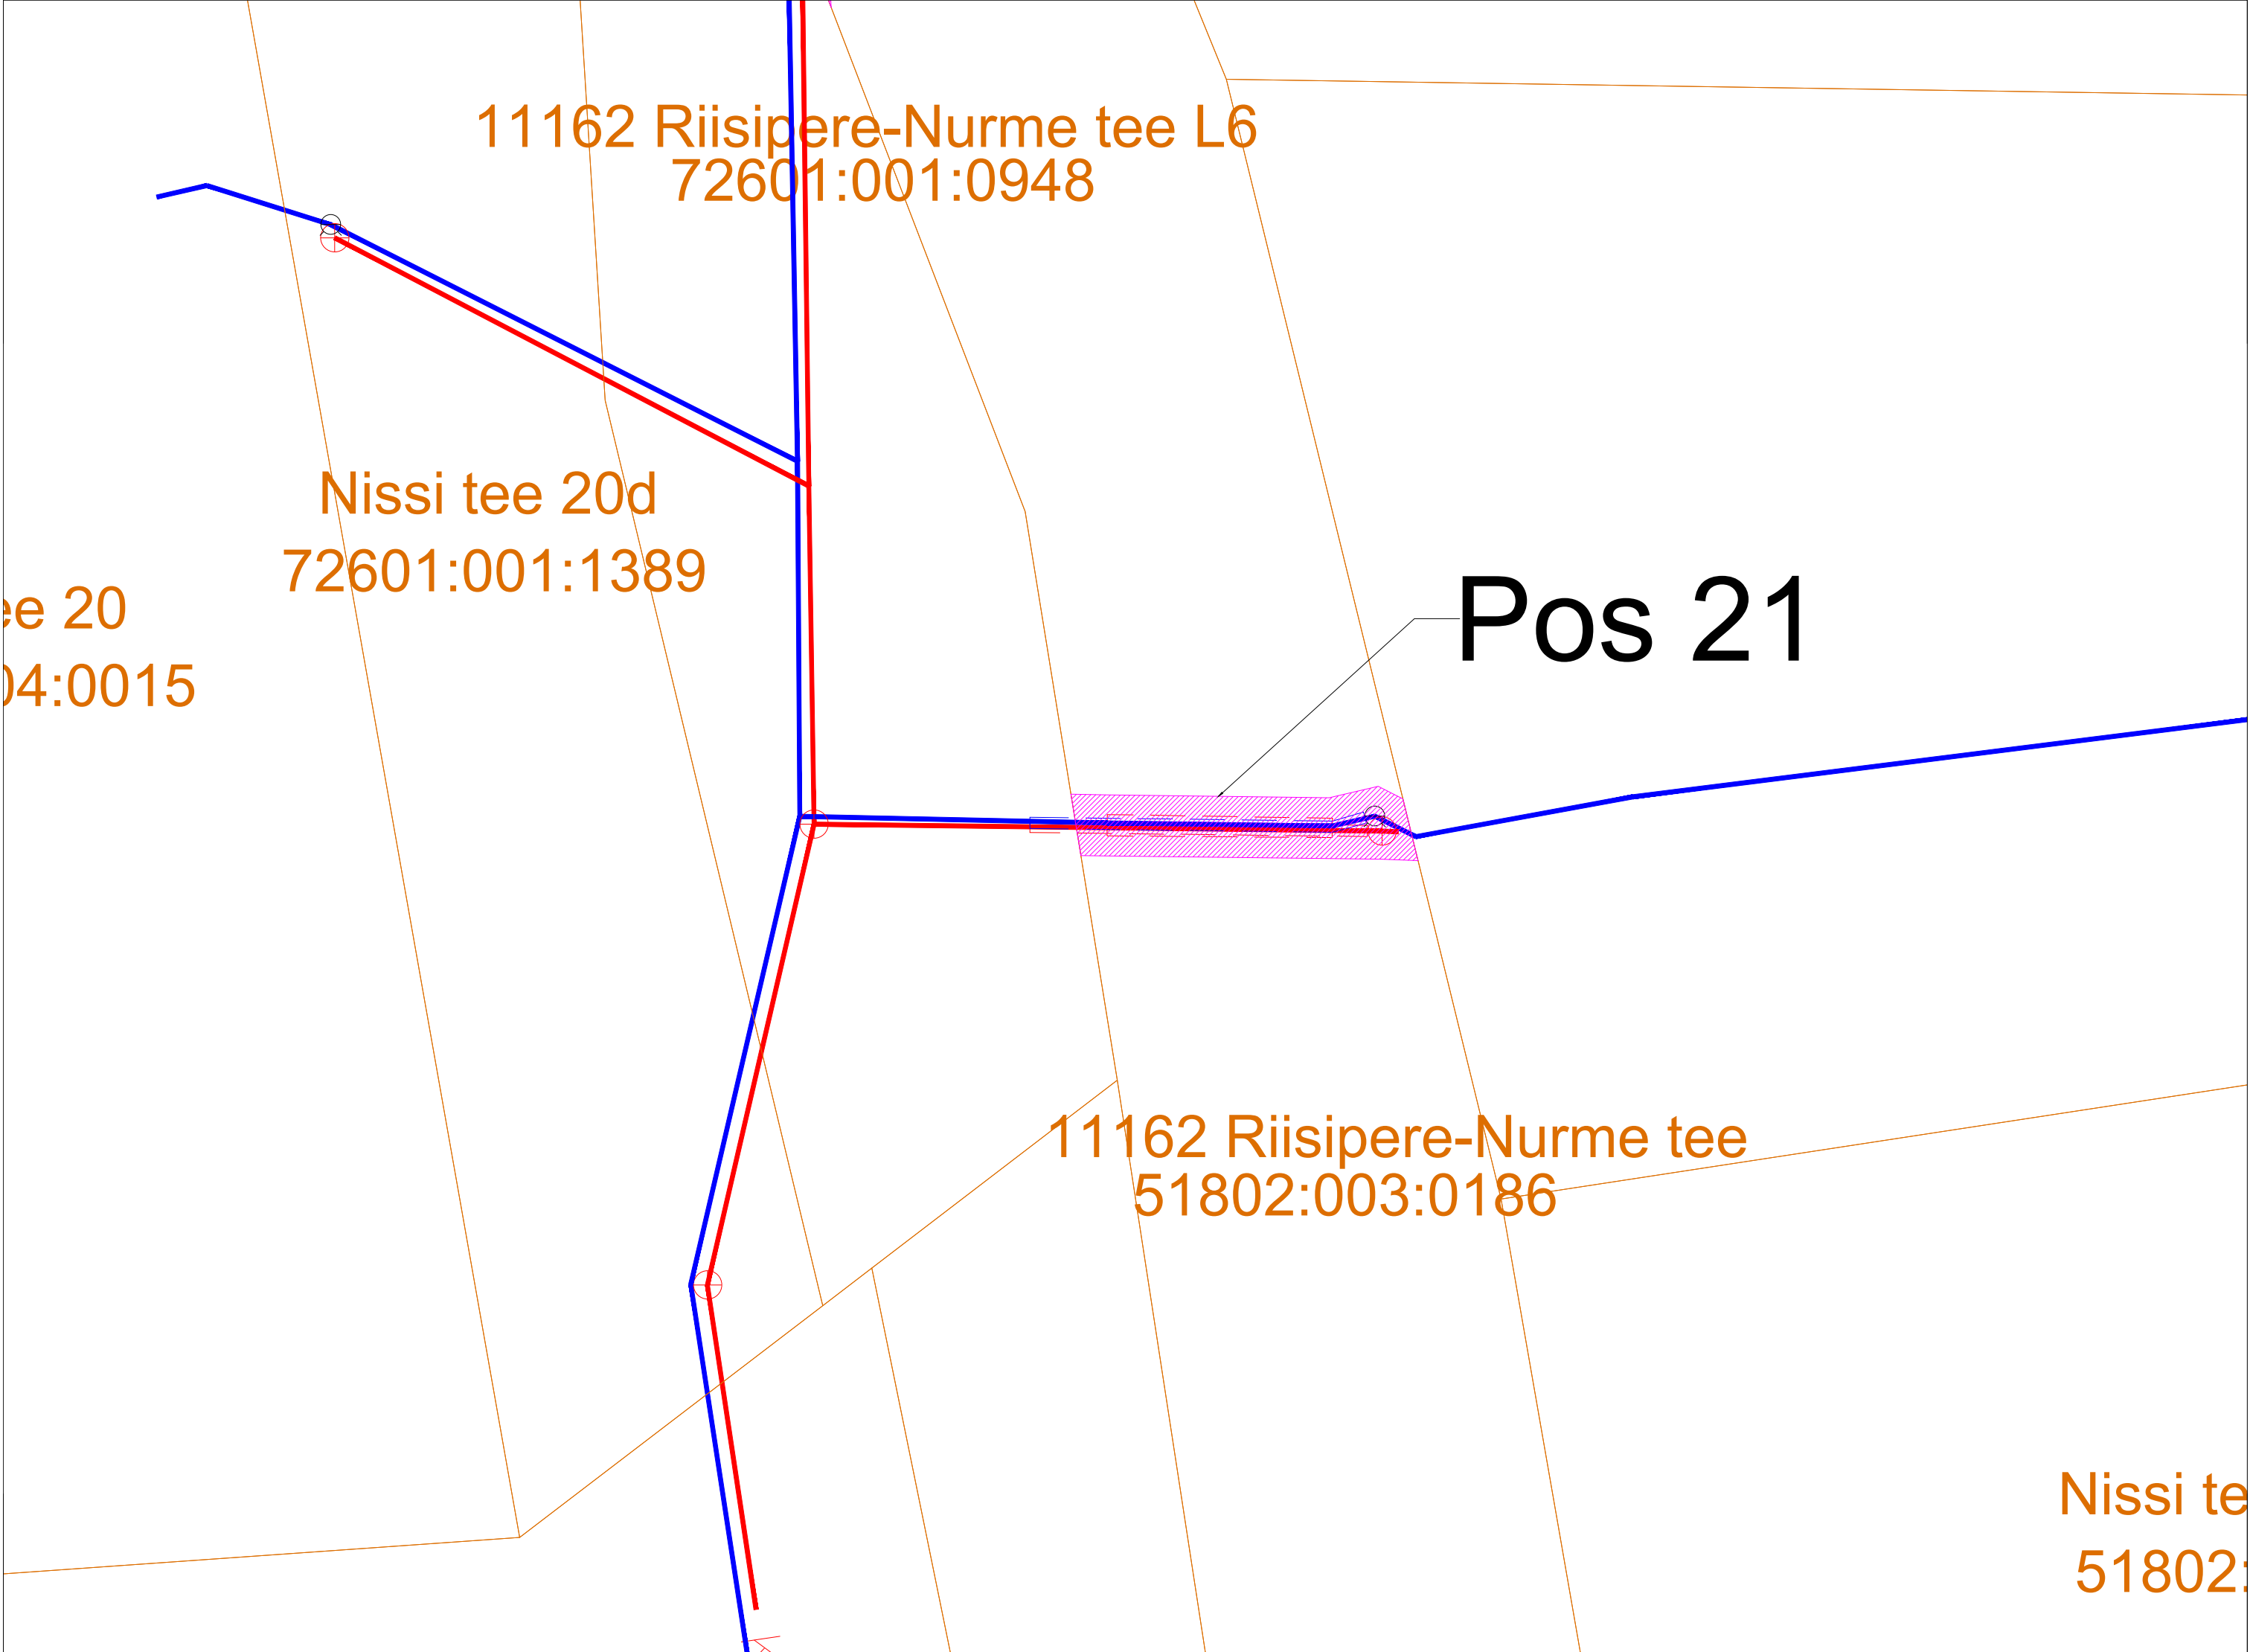 11162 Riisipere-Nurme tee L6
72601:001:0948
Nissi tee 20d
72601:001:1389
20
04:0015
Pos 21
11162 Riisipere-Nurme tee
51802:003:0186
Nissi te
51802: